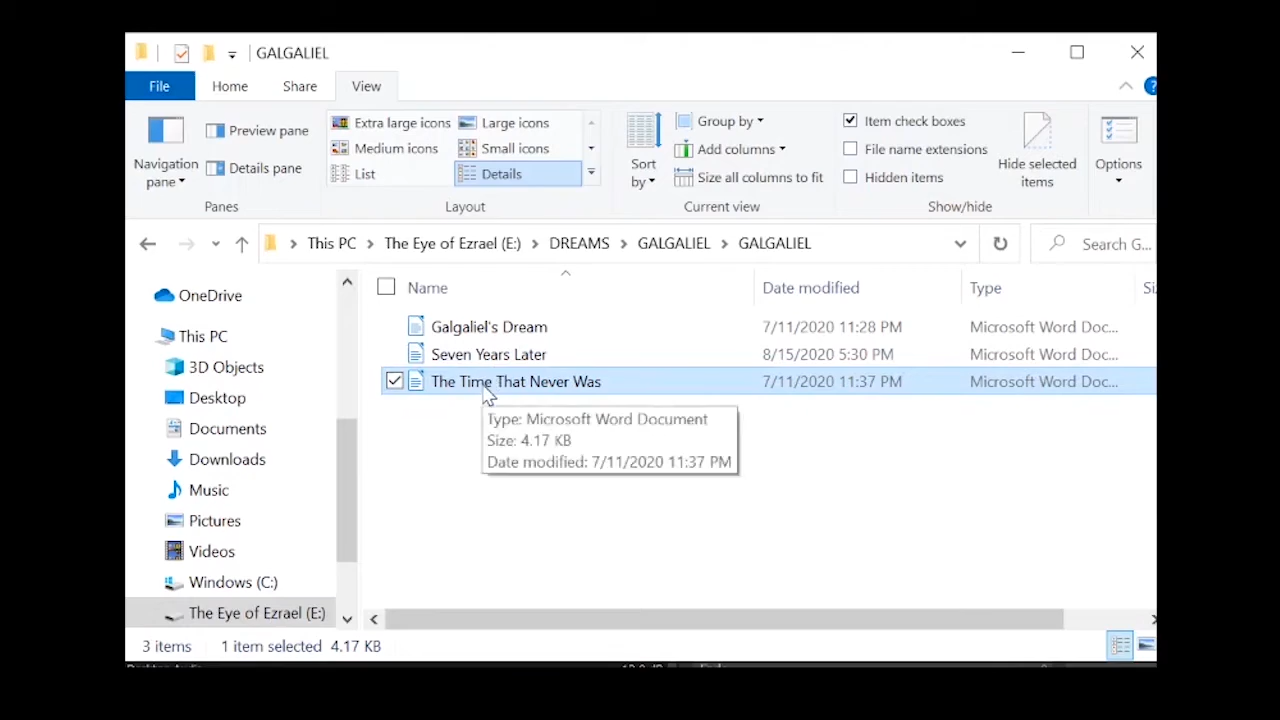 GALGALIEL
File Home Share View
Navigation pane
Preview pane
Details pane
Panes
Extra large icons Large icons
Medium icons Small icons
List Details
Layout
Sort by
Group by
Add columns
Size all columns to fit
Current view
Item check boxes
File name extensions
Hidden items
Hide selected items
Show/hide
Options
This PC > The Eye of Ezrael (E:) > DREAMS > GALGALIEL > GALGALIEL
Search G...
OneDrive
This PC
3D Objects
Desktop
Documents
Downloads
Music
Pictures
Videos
Windows (C:)
The Eye of Ezrael (E:)
Name Date modified Type Si
Galgaliel's Dream 7/11/2020 11:28 PM Microsoft Word Doc...
Seven Years Later 8/15/2020 5:30 PM Microsoft Word Doc...
The Time That Never Was 7/11/2020 11:37 PM Microsoft Word Doc...
Type: Microsoft Word Document
Size: 4.17 KB
Date modified: 7/11/2020 11:37 PM
3 items 1 item selected 4.17 KB